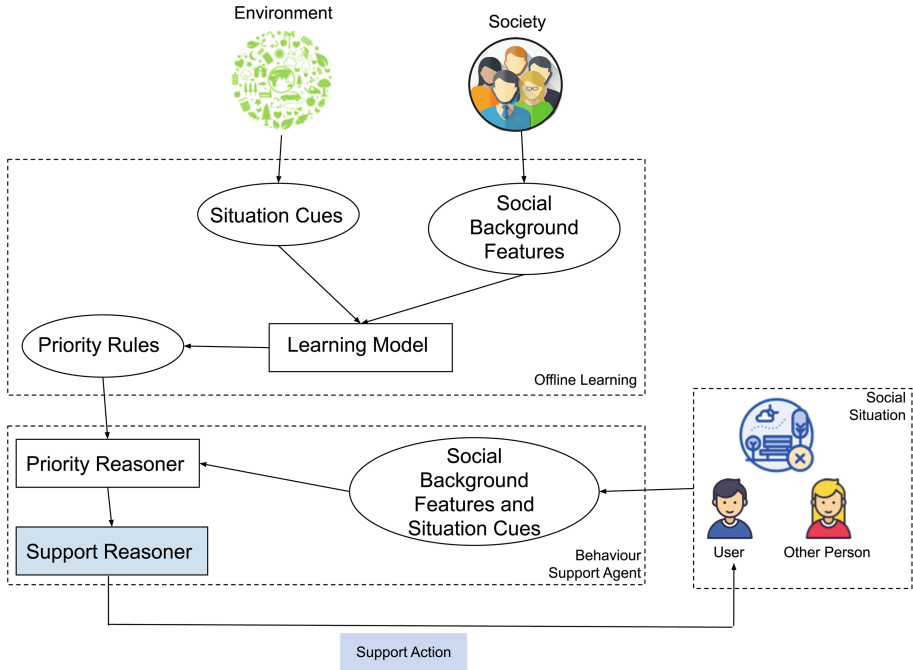 Environment
Society
Situation Cues
Social
Background
Features
Priority Rules
Learning Model
Offline Learning
Social
Situation
Priority Reasoner
Social
Background
Features and
Situation Cues
Support Reasoner
Behaviour
Support Agent
User
Other Person
Support Action